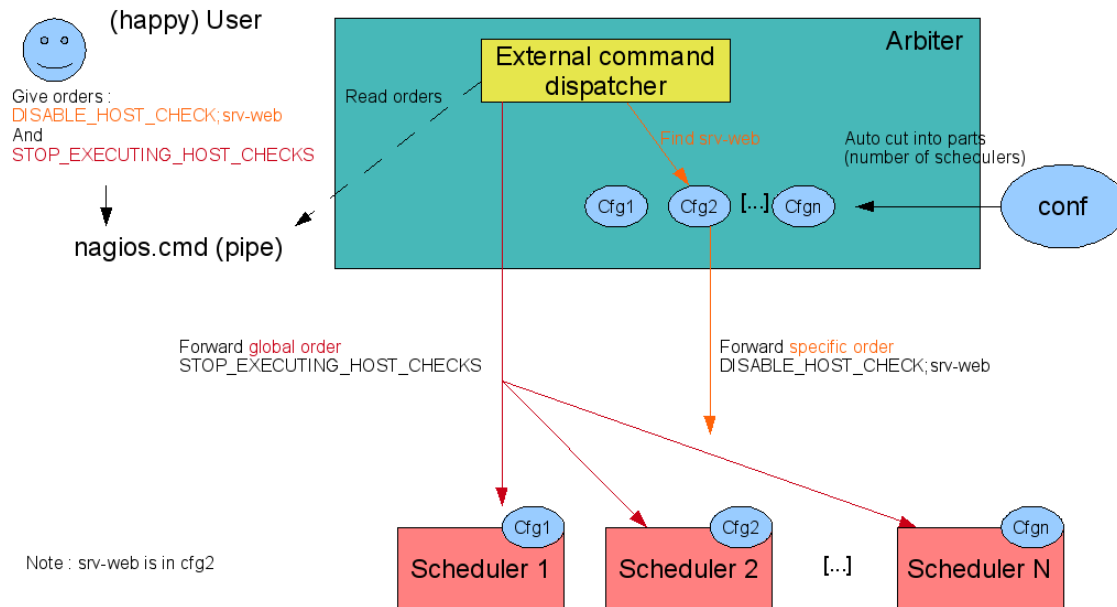 (happy) User
Give orders :
DISABLE_HOST_CHECK;srv-web
And
STOP_EXECUTING_HOST_CHECKS
nagios.cmd (pipe)
Read orders
External command
dispatcher
Arbiter
Find srv-web
Auto cut into parts
(number of schedulers)
Cfg1
Cfg2
[...]
Cfgn
conf
Forward global order
STOP_EXECUTING_HOST_CHECKS
Forward specific order
DISABLE_HOST_CHECK;srv-web
Note : srv-web is in cfg2
Cfg1
Scheduler 1
Cfg2
Scheduler 2
[...]
Cfgn
Scheduler N